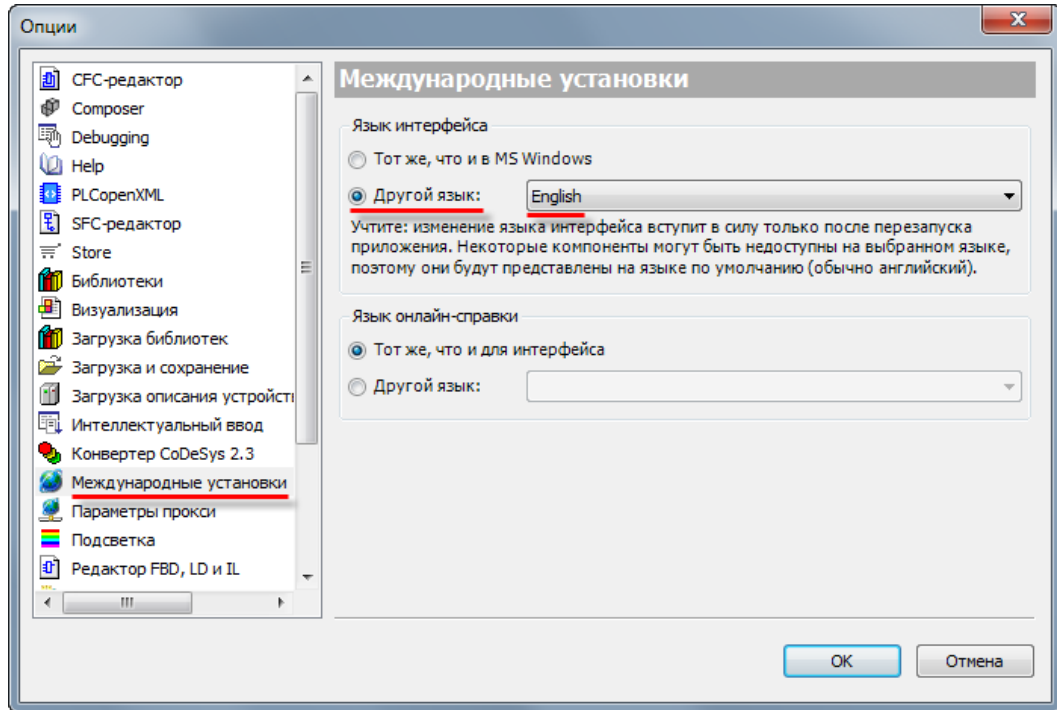 Опции
CFC-редактор
Composer
Debugging
Help
PLCopenXML
SFC-редактор
Store
Библиотеки
Визуализация
Загрузка библиотек
Загрузка и сохранение
Загрузка описания устройств
Интеллектуальный ввод
Конвертер CoDeSys 2.3
Международные установки
Параметры прокси
Подсветка
Редактор FBD, LD и IL
Международные установки
Язык интерфейса
Тот же, что и в MS Windows
Другой язык: English
Учтите: изменение языка интерфейса вступит в силу только после перезапуска
приложения. Некоторые компоненты могут быть недоступны на выбранном языке,
поэтому они будут представлены на языке по умолчанию (обычно английский).
Язык онлайн-справки
Тот же, что и для интерфейса
Другой язык:
OK Отмена